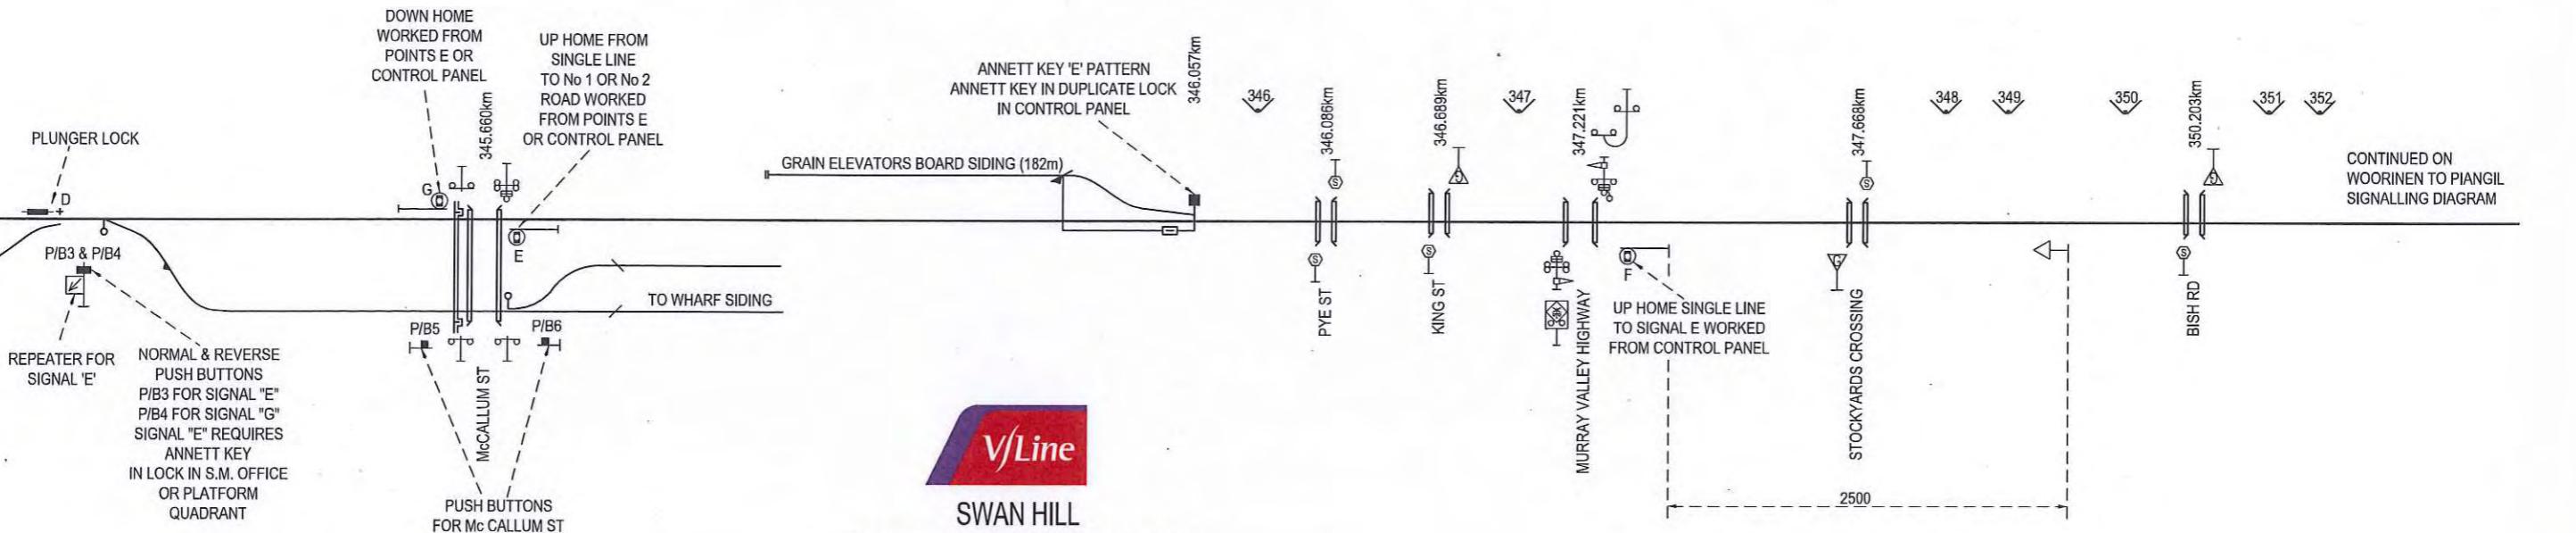 DOWN HOME
WORKED FROM
POINTS E OR
CONTROL PANEL
UP HOME FROM
SINGLE LINE
TO No 1 OR No 2
ROAD WORKED
FROM POINTS E
OR CONTROL PANEL
PLUNGER LOCK
D
G
345.660km
E
P/B3 & P/B4
REPEATER FOR
SIGNAL 'E'
NORMAL & REVERSE
PUSH BUTTONS
P/B3 FOR SIGNAL "E"
P/B4 FOR SIGNAL "G"
SIGNAL "E" REQUIRES
ANNETT KEY
IN LOCK IN S.M. OFFICE
OR PLATFORM
QUADRANT
P/B5
P/B6
McCALLUM ST
PUSH BUTTONS
FOR Mc CALLUM ST
TO WHARF SIDING
ANNETT KEY 'E' PATTERN
ANNETT KEY IN DUPLICATE LOCK
IN CONTROL PANEL
GRAIN ELEVATORS BOARD SIDING (182m)
346.057km
346
346.086km
S
S
PYE ST
346.689km
G
S
KING ST
347
347.221km
MURRAY VALLEY HIGHWAY
F
UP HOME SINGLE LINE
TO SIGNAL E WORKED
FROM CONTROL PANEL
347.668km
S
G
STOCKYARDS CROSSING
348
349
350
350.203km
G
S
BISH RD
351
352
CONTINUED ON
WOORINEN TO PIANGIL
SIGNALLING DIAGRAM
2500
V/Line
SWAN HILL